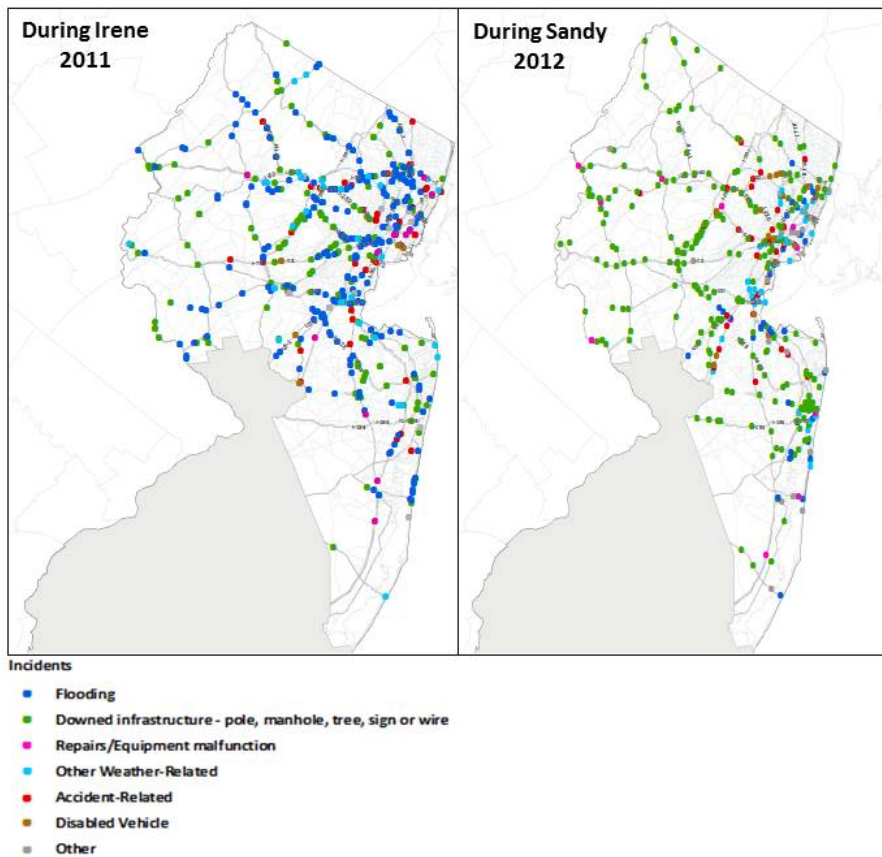 During Irene
2011
During Sandy
2012
Incidents
Flooding
Downed infrastructure - pole, manhole, tree, sign or wire
Repairs/Equipment malfunction
Other Weather-Related
Accident-Related
Disabled Vehicle
Other